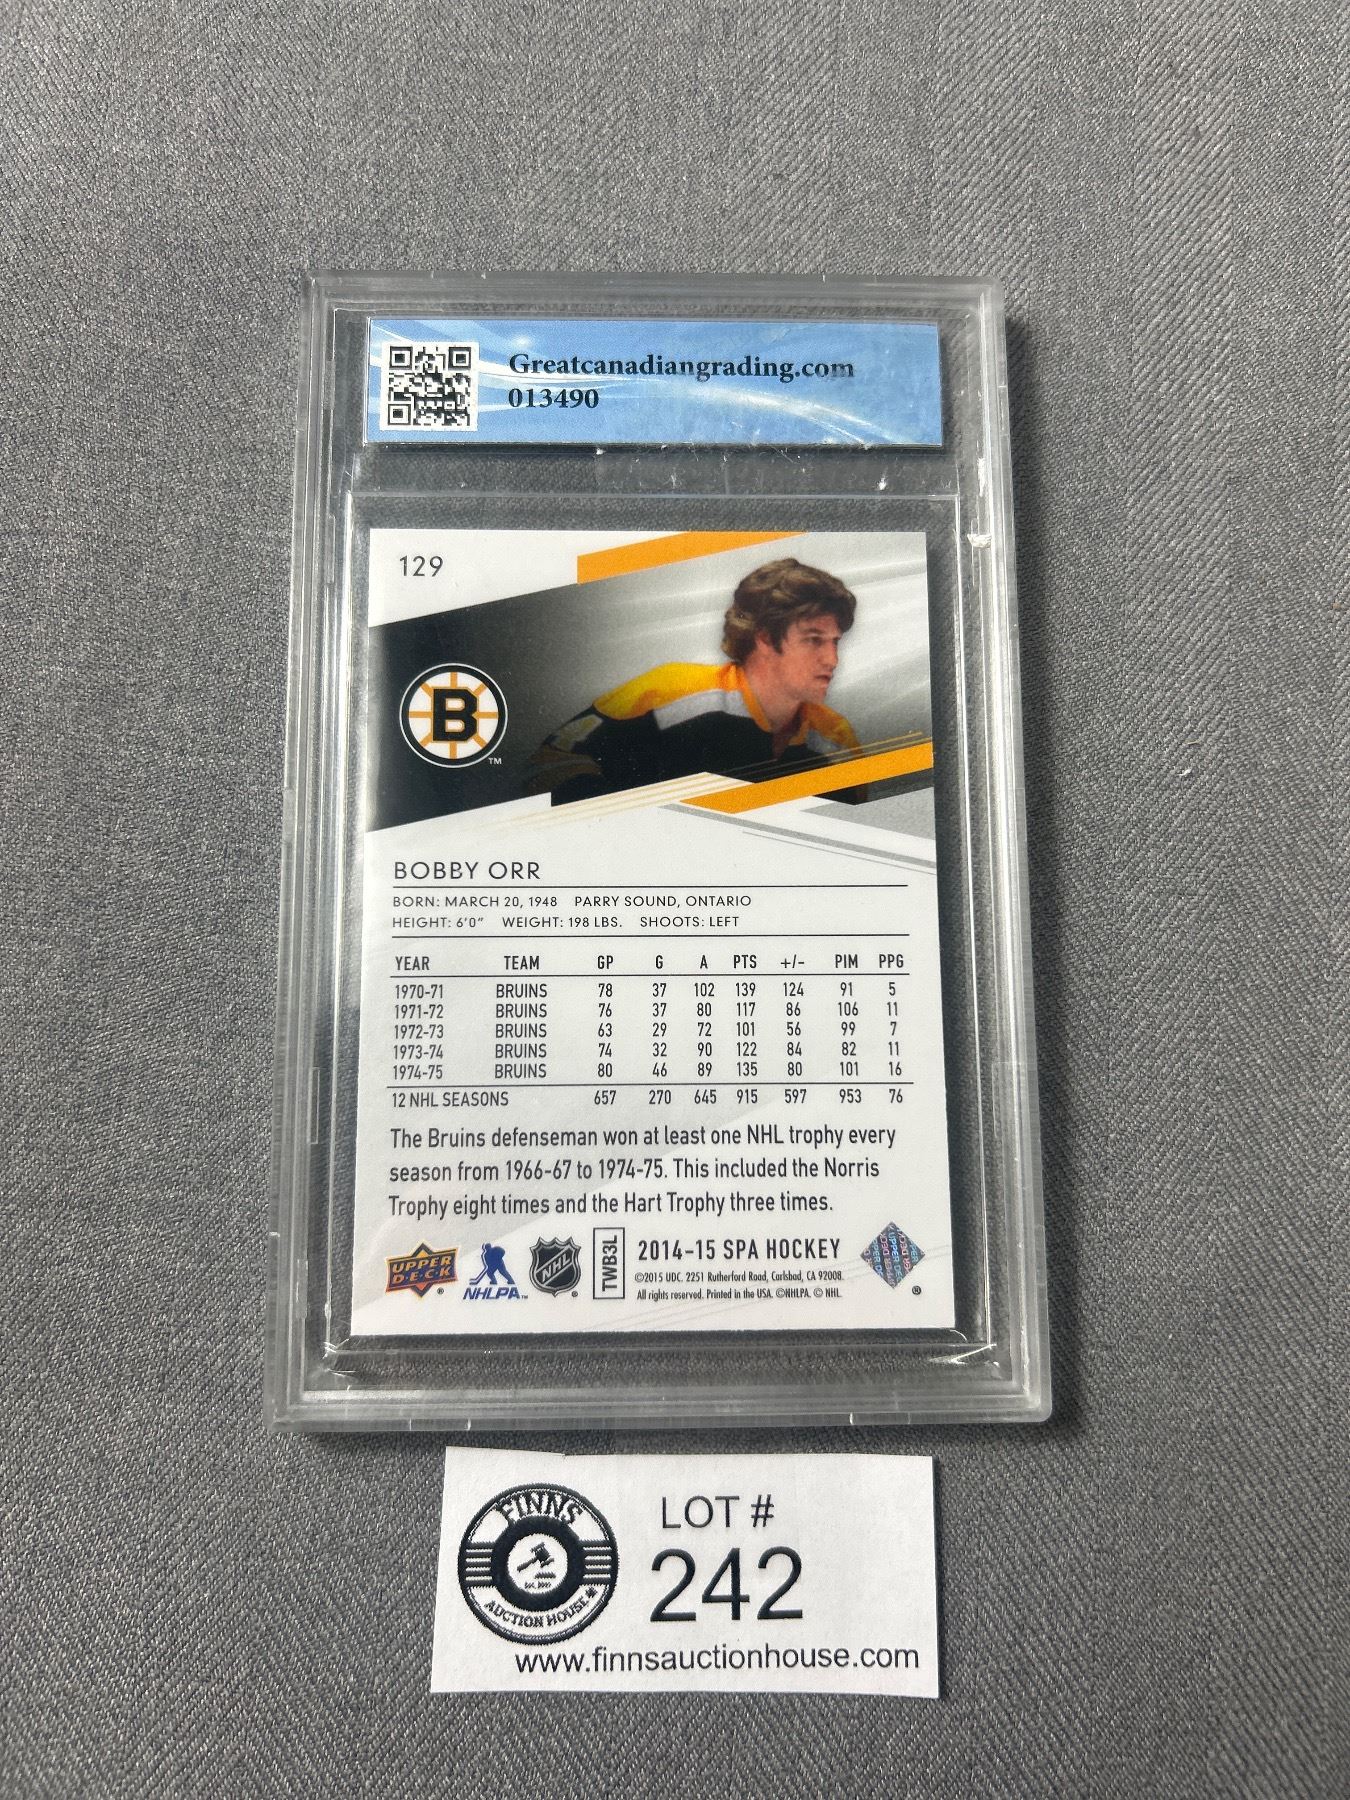 Greatcanadiangrading.com
013490
129
B
TM
BOBBY ORR
BORN: MARCH 20, 1948 PARRY SOUND, ONTARIO
HEIGHT: 6'0" WEIGHT: 198 LBS. SHOOTS: LEFT
YEAR TEAM GP G A PTS +/- PIM PPG
1970-71 BRUINS 78 37 102 139 124 91 5
1971-72 BRUINS 76 37 80 117 86 106 11
1972-73 BRUINS 63 29 72 101 56 99 7
1973-74 BRUINS 74 32 90 122 84 82 11
1974-75 BRUINS 80 46 89 135 80 101 16
12 NHL SEASONS 657 270 645 915 597 953 76
The Bruins defenseman won at least one NHL trophy every
season from 1966-67 to 1974-75. This included the Norris
Trophy eight times and the Hart Trophy three times.
UPPER
D·E·C·K
®
NHLPA™
NHL
®
TWB3L
2014-15 SPA HOCKEY
©2015 UDC. 2251 Rutherford Road, Carlsbad, CA 92008.
All rights reserved. Printed in the USA. ©NHLPA. © NHL.
UPPER DECK
®
FINNS
EST. 2020
AUCTION HOUSE
LOT #
242
www.finnsauctionhouse.com